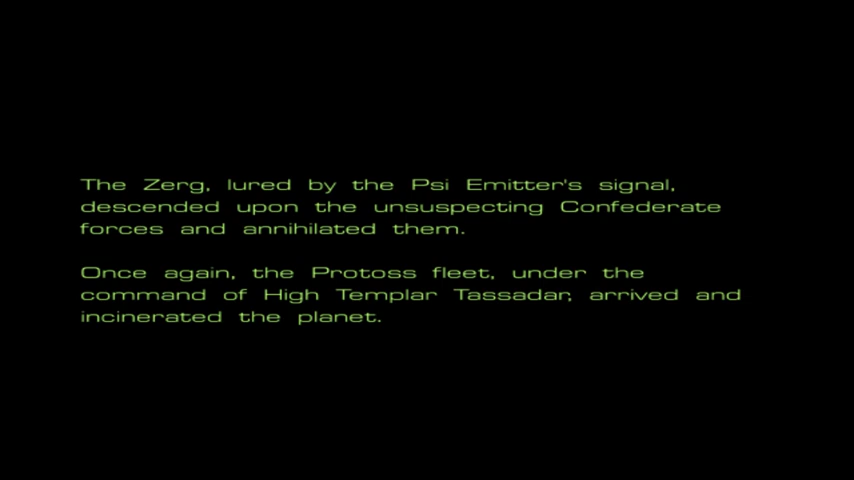 The Zerg, lured by the Psi Emitter's signal,
descended upon the unsuspecting Confederate
forces and annihilated them.
Once again, the Protoss fleet, under the
command of High Templar Tassadar, arrived and
incinerated the planet.